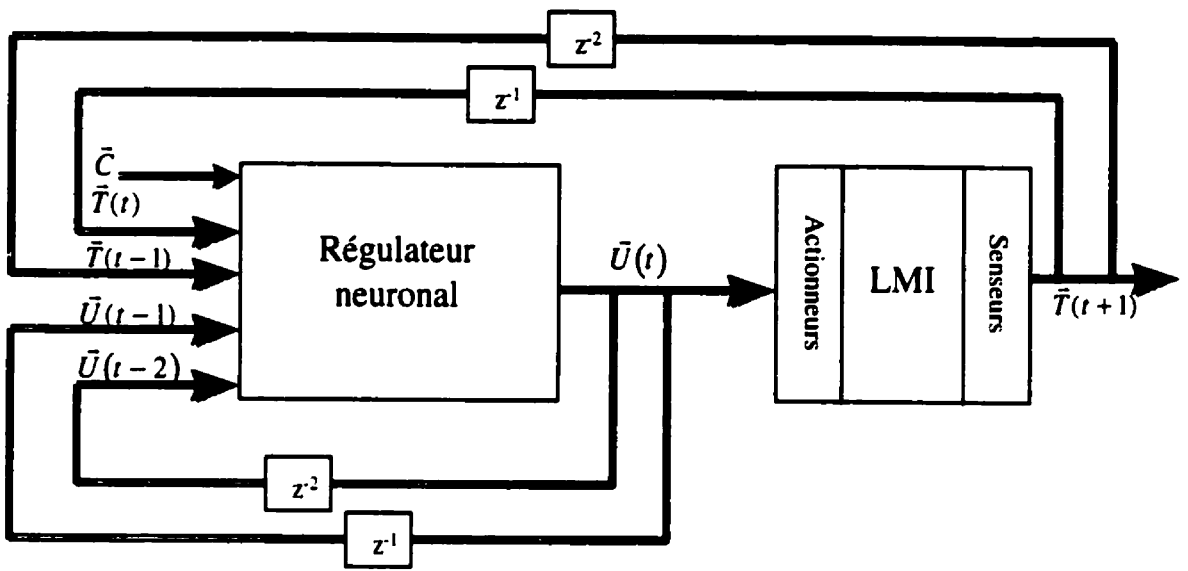 z⁻²
z⁻¹
C⃗
T⃗(t)
T⃗(t−1)
U⃗(t−1)
U⃗(t−2)
Régulateur
neuronal
U⃗(t)
Actionneurs
LMI
Senseurs
T⃗(t+1)
z⁻²
z⁻¹